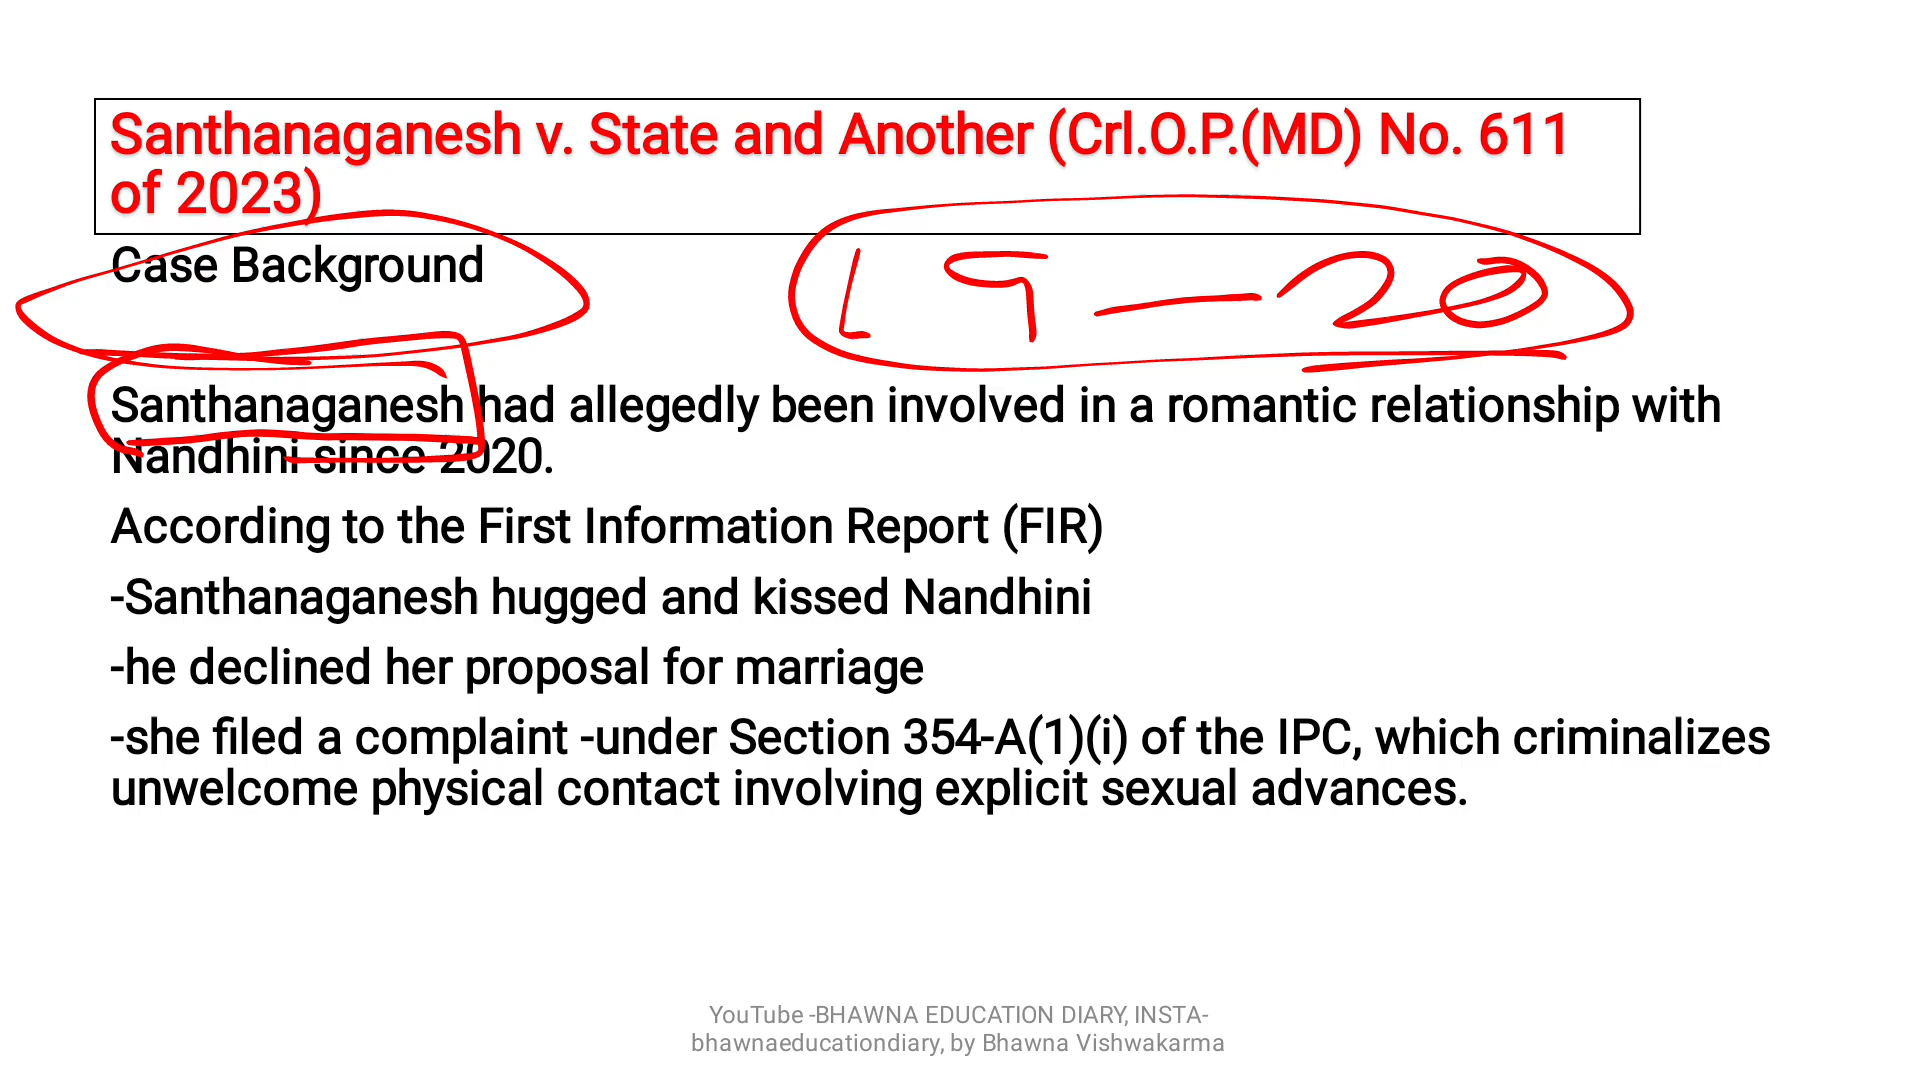 Santhanaganesh v. State and Another (Crl.O.P.(MD) No. 611
of 2023)
Case Background
19-20
Santhanaganesh had allegedly been involved in a romantic relationship with
Nandhini since 2020.
According to the First Information Report (FIR)
-Santhanaganesh hugged and kissed Nandhini
-he declined her proposal for marriage
-she filed a complaint -under Section 354-A(1)(i) of the IPC, which criminalizes
unwelcome physical contact involving explicit sexual advances.
YouTube -BHAWNA EDUCATION DIARY, INSTA-
bhawnaeducationdiary, by Bhawna Vishwakarma